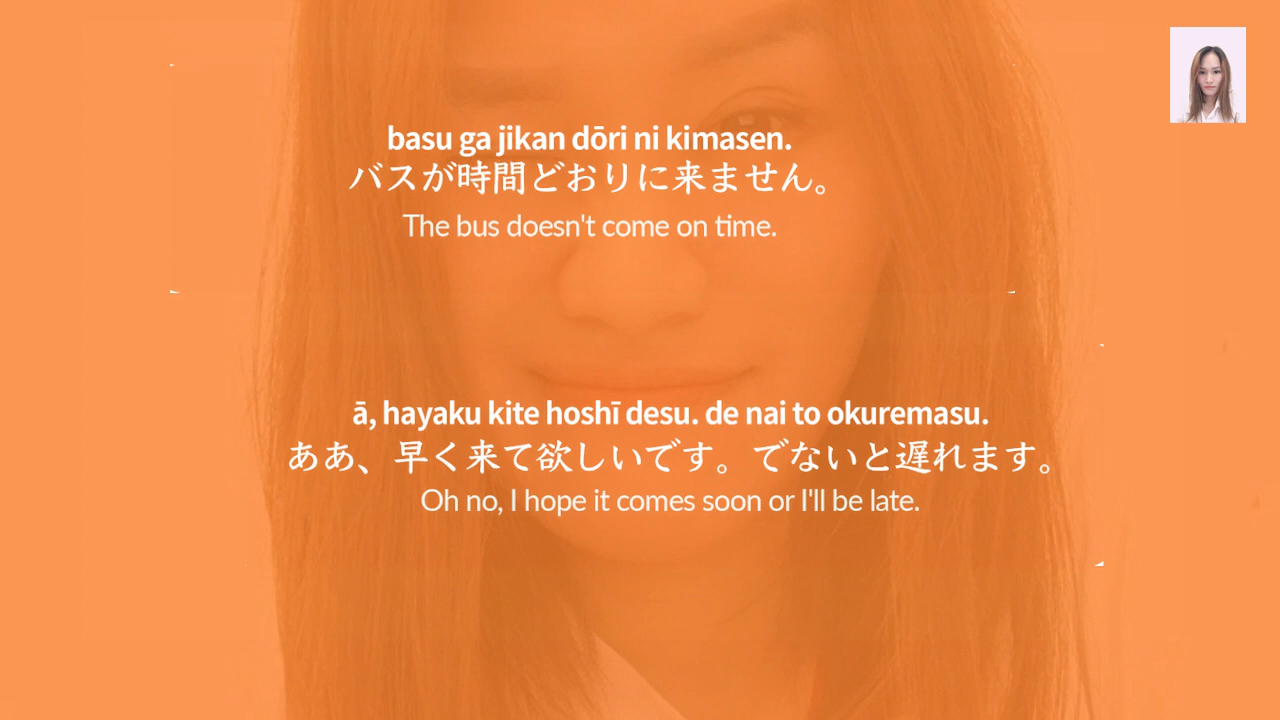 basu ga jikan dōri ni kimasen.
バスが時間どおりに来ません。
The bus doesn't come on time.
ā, hayaku kite hoshī desu. de nai to okuremasu.
ああ、早く来て欲しいです。でないと遅れます。
Oh no, I hope it comes soon or I'll be late.